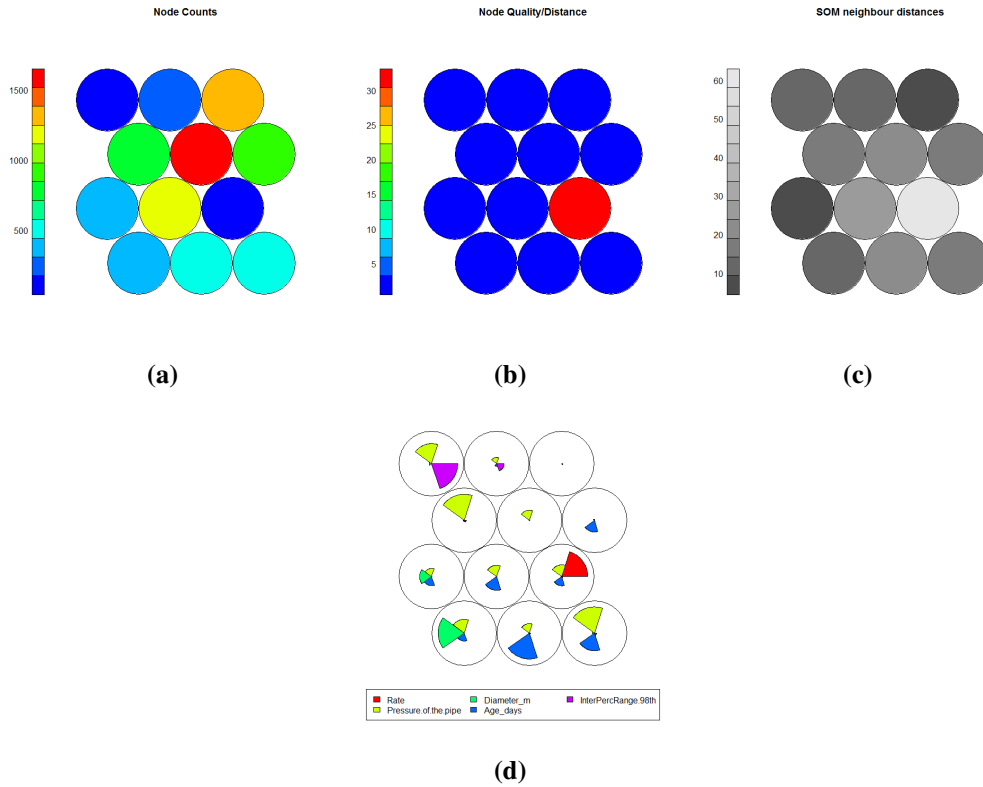 Node Counts
1500
1000
500
(a)
Node Quality/Distance
30
25
20
15
10
5
(b)
SOM neighbour distances
60
50
40
30
20
10
(c)
Rate
Pressure.of.the.pipe
Diameter_m
Age_days
InterPercRange.98th
(d)